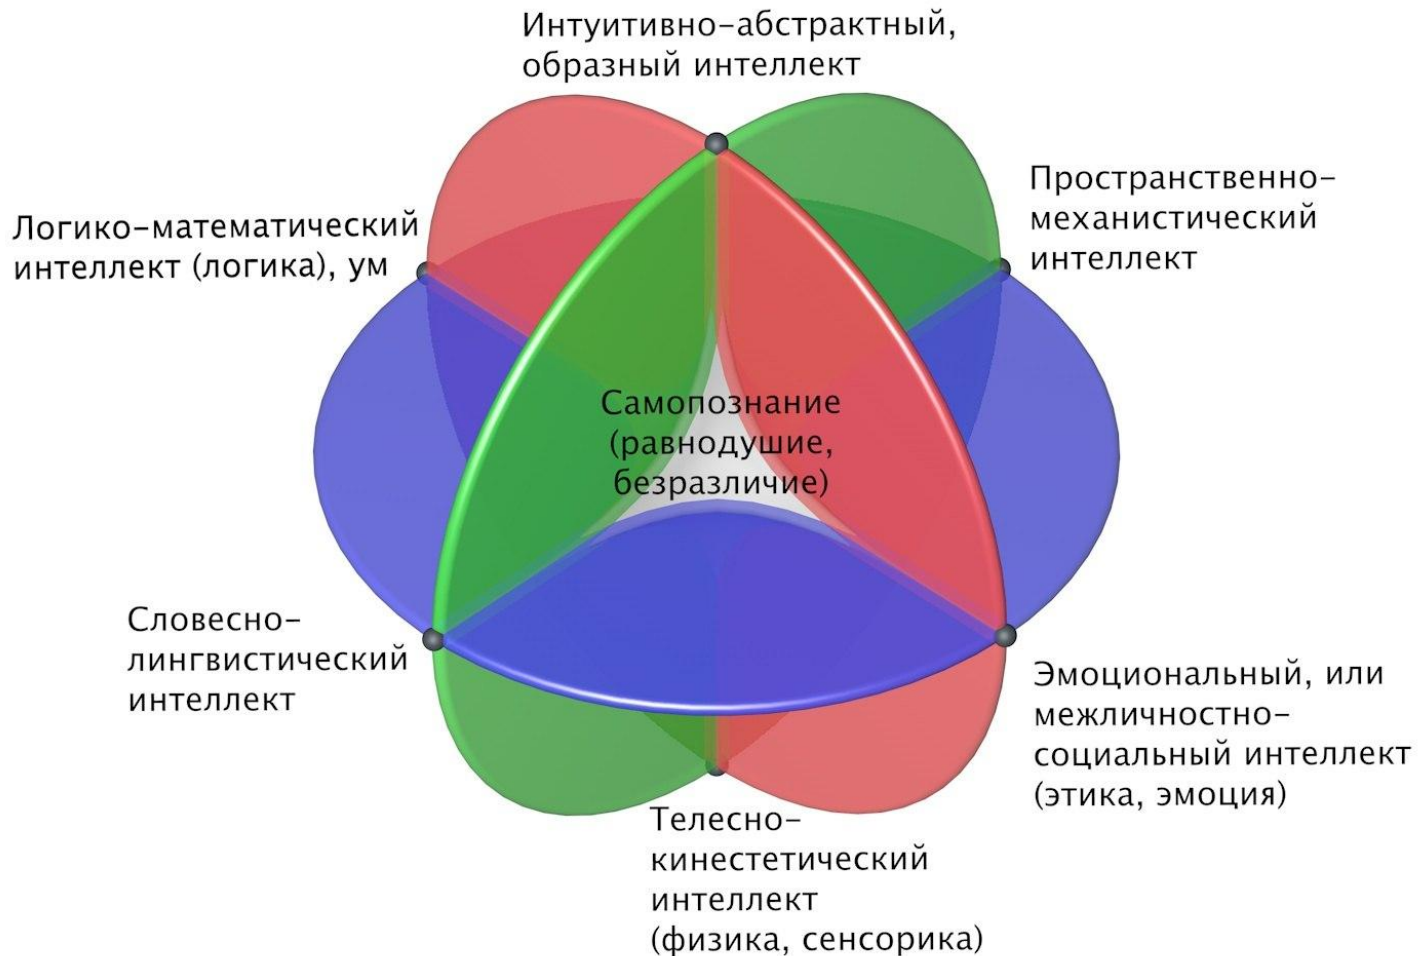 Интуитивно-абстрактный,
образный интеллект
Пространственно-
механистический
интеллект
Логико-математический
интеллект (логика), ум
Самопознание
(равнодушие,
безразличие)
Словесно-
лингвистический
интеллект
Эмоциональный, или
межличностно-
социальный интеллект
(этика, эмоция)
Телесно-
кинестетический
интеллект
(физика, сенсорика)